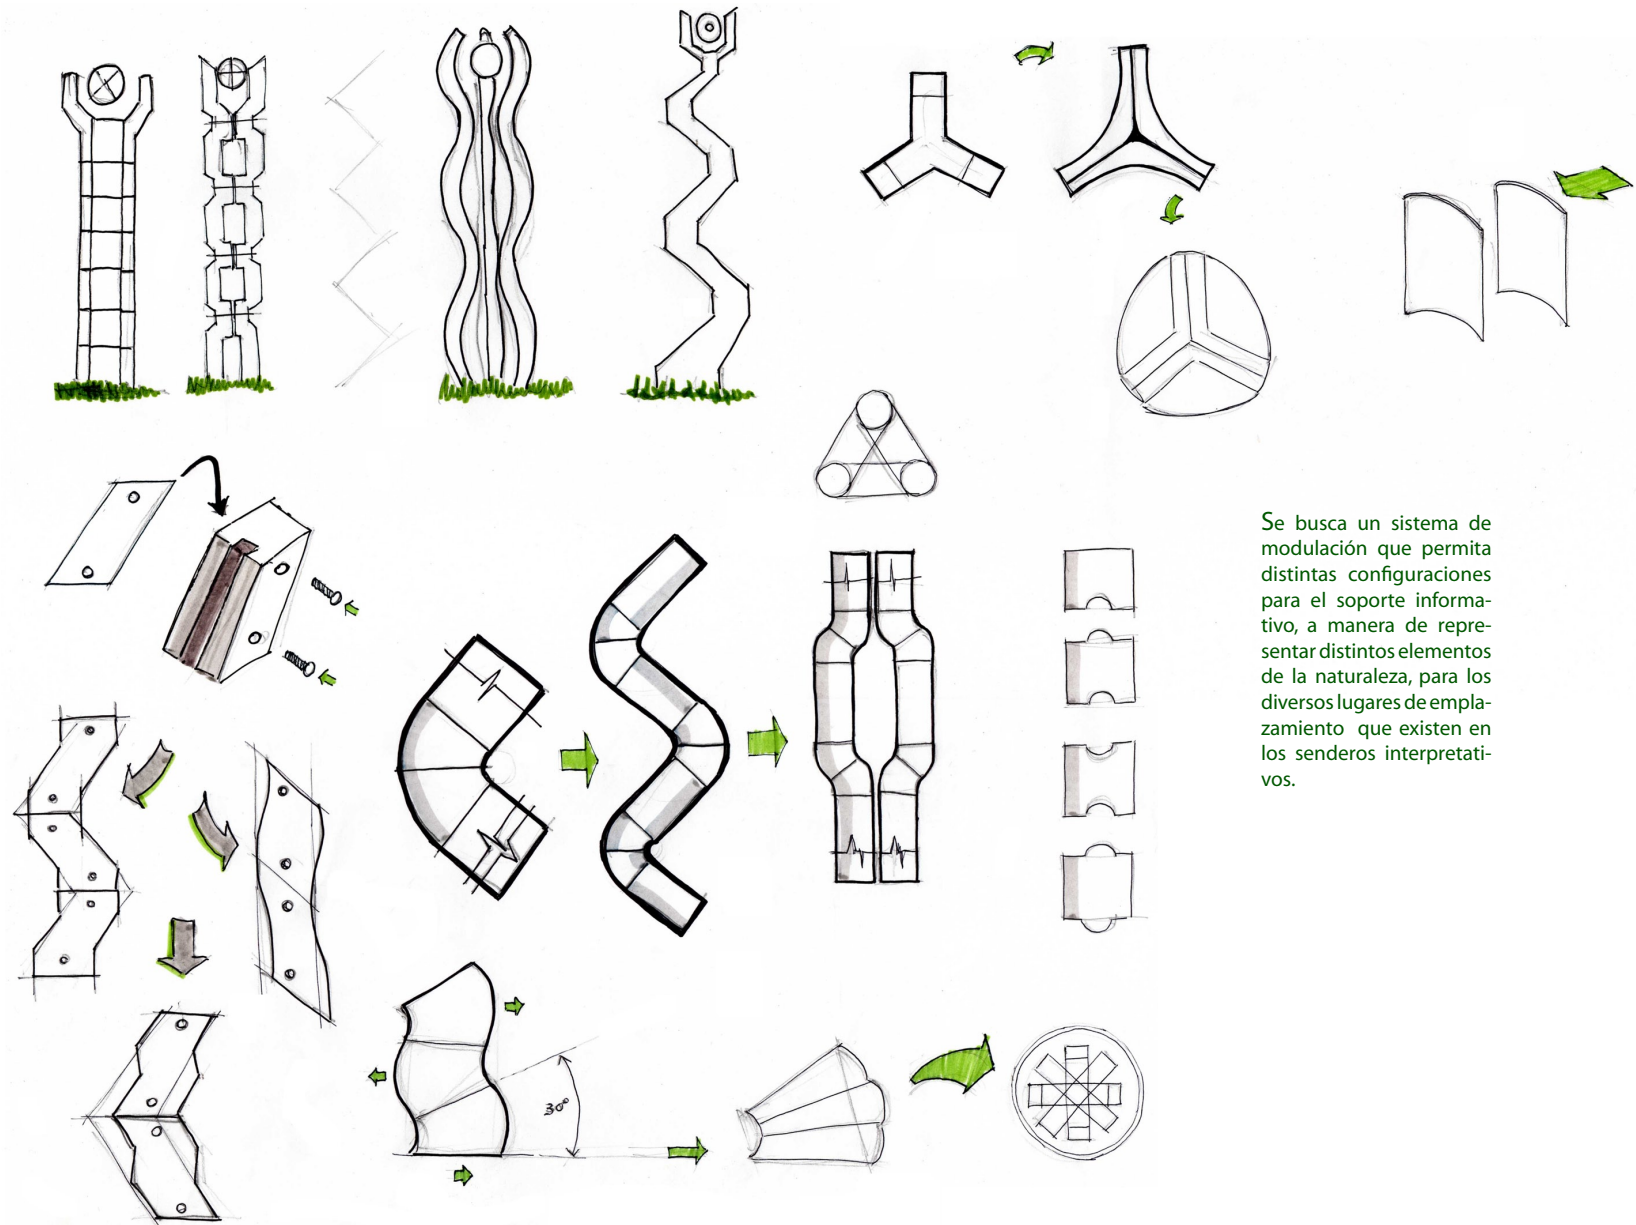 30°
Se busca un sistema de
modulación que permita
distintas configuraciones
para el soporte informa-
tivo, a manera de repre-
sentar distintos elementos
de la naturaleza, para los
diversos lugares de empla-
zamiento que existen en
los senderos interpretati-
vos.